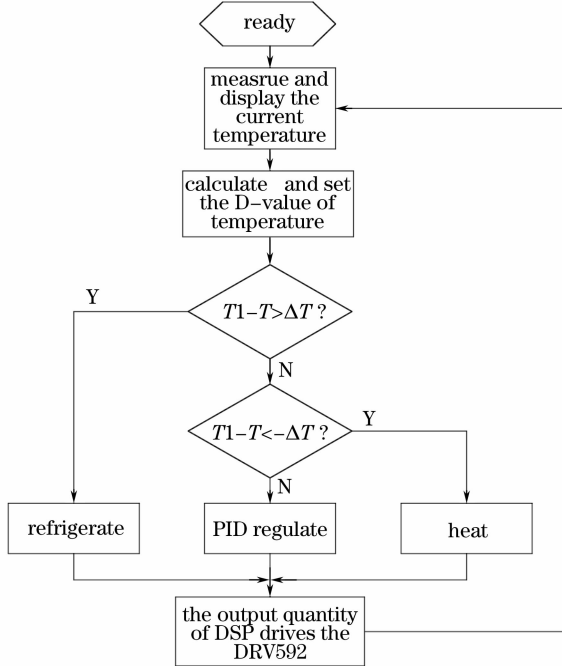 ready
measrue and
display the
current
temperature
calculate and set
the D-value of
temperature
T1-T>ΔT ?
Y
N
T1-T<-ΔT ?
Y
N
refrigerate
PID regulate
heat
the output quantity
of DSP drives the
DRV592